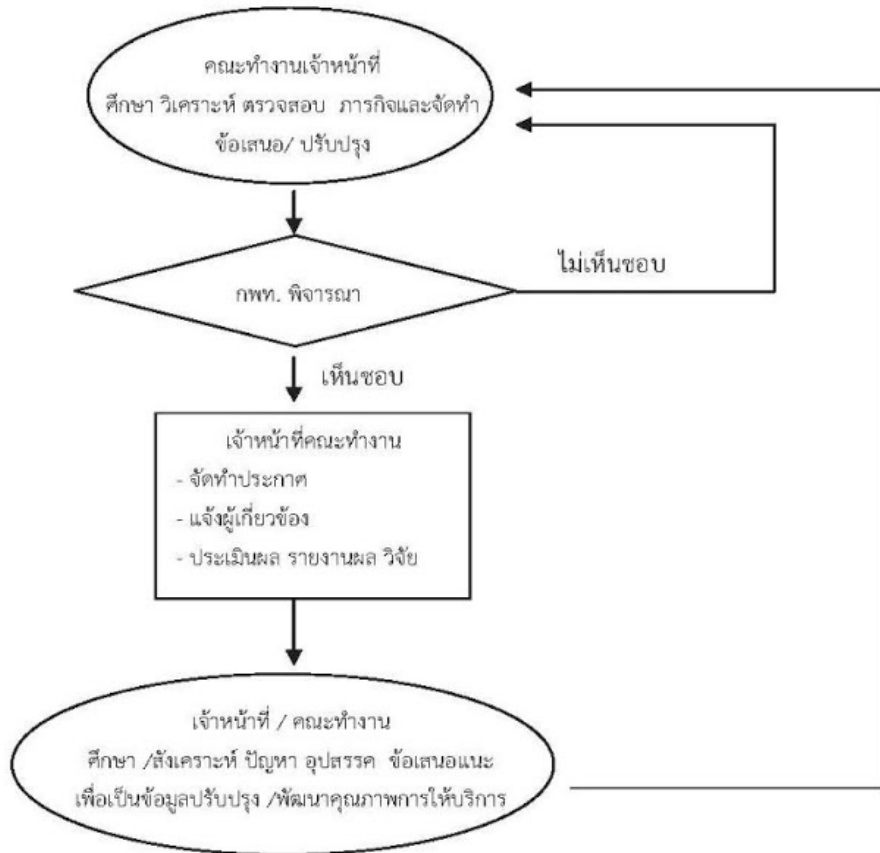 คณะทำงานเจ้าหน้าที่
ศึกษา วิเคราะห์ ตรวจสอบ ภารกิจและจัดทำ
ข้อเสนอ/ ปรับปรุง
กพท. พิจารณา
ไม่เห็นชอบ
เห็นชอบ
เจ้าหน้าที่คณะทำงาน
- จัดทำประกาศ
- แจ้งผู้เกี่ยวข้อง
- ประเมินผล รายงานผล วิจัย
เจ้าหน้าที่ / คณะทำงาน
ศึกษา /สังเคราะห์ ปัญหา อุปสรรค ข้อเสนอแนะ
เพื่อเป็นข้อมูลปรับปรุง /พัฒนาคุณภาพการให้บริการ